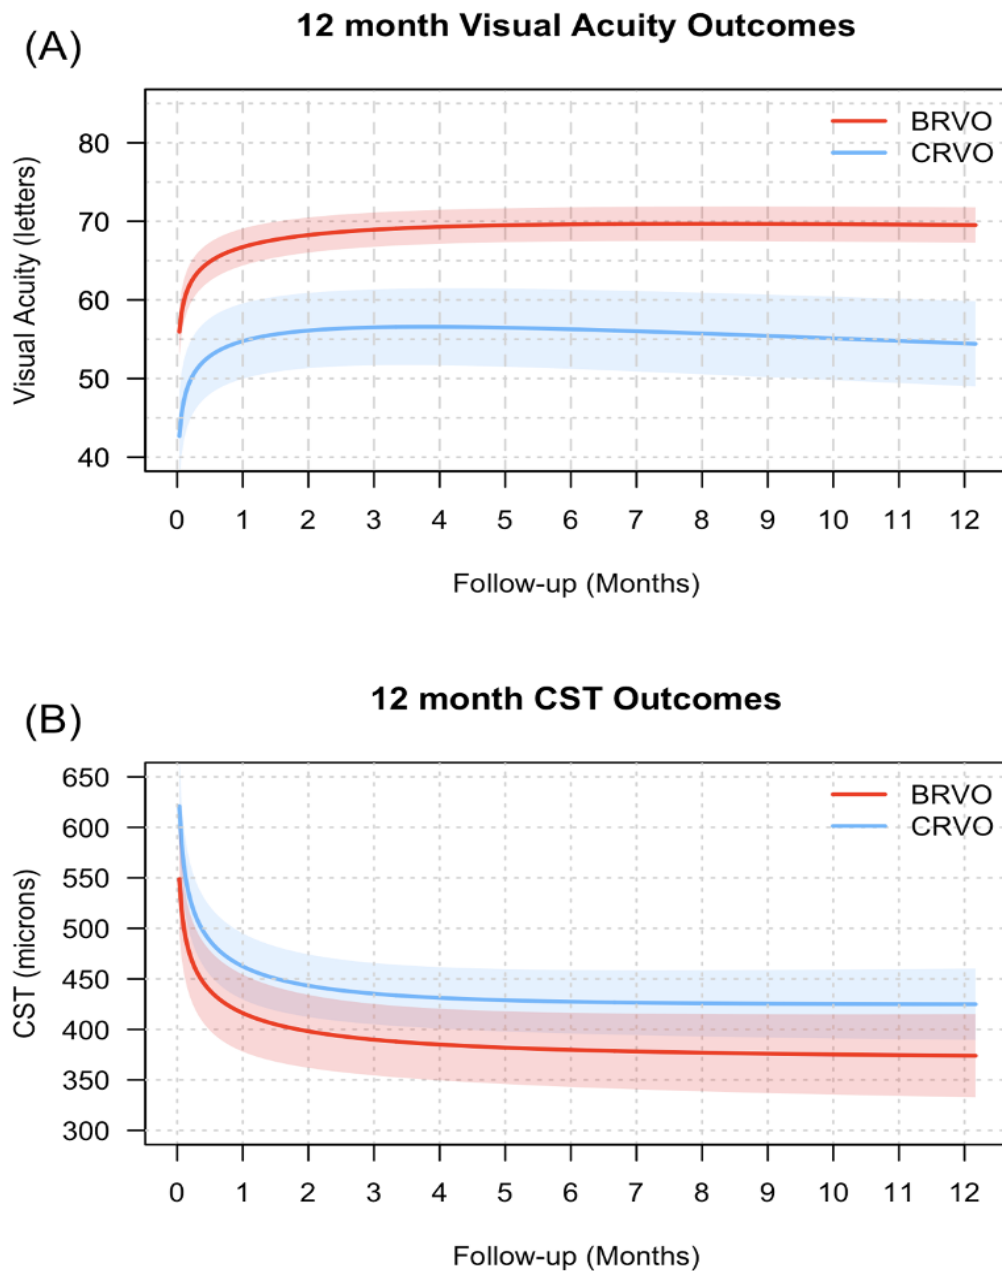 12 month Visual Acuity Outcomes
(A)
BRVO
CRVO
80
70
60
50
40
Visual Acuity (letters)
0 1 2 3 4 5 6 7 8 9 10 11 12
Follow-up (Months)
12 month CST Outcomes
(B)
BRVO
CRVO
650
600
550
500
450
400
350
300
CST (microns)
0 1 2 3 4 5 6 7 8 9 10 11 12
Follow-up (Months)